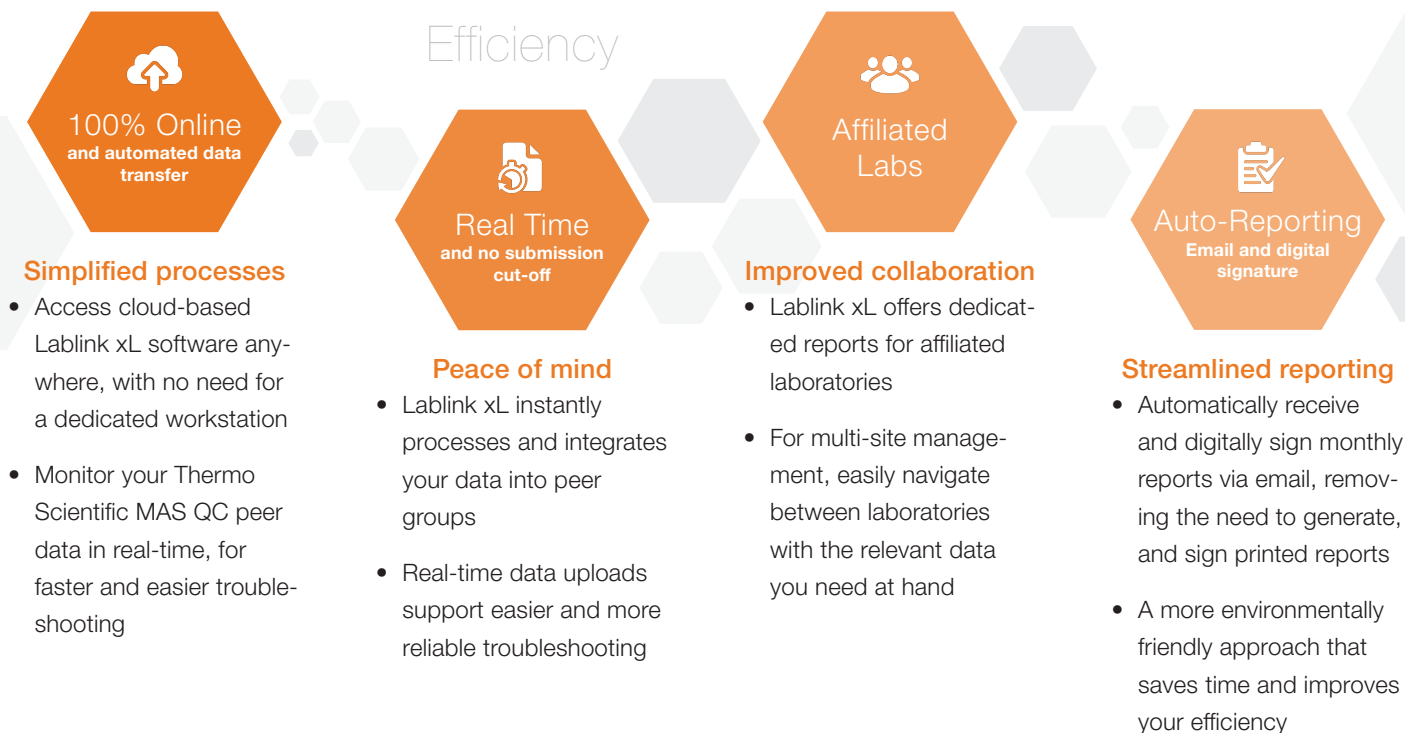 Efficiency
100% Online
and automated data
transfer
Simplified processes
• Access cloud-based
Lablink xL software any-
where, with no need for
a dedicated workstation
• Monitor your Thermo
Scientific MAS QC peer
data in real-time, for
faster and easier trouble-
shooting
Real Time
and no submission
cut-off
Peace of mind
• Lablink xL instantly
processes and integrates
your data into peer
groups
• Real-time data uploads
support easier and more
reliable troubleshooting
Affiliated
Labs
Improved collaboration
• Lablink xL offers dedicat-
ed reports for affiliated
laboratories
• For multi-site manage-
ment, easily navigate
between laboratories
with the relevant data
you need at hand
Auto-Reporting
Email and digital
signature
Streamlined reporting
• Automatically receive
and digitally sign monthly
reports via email, remov-
ing the need to generate,
and sign printed reports
• A more environmentally
friendly approach that
saves time and improves
your efficiency